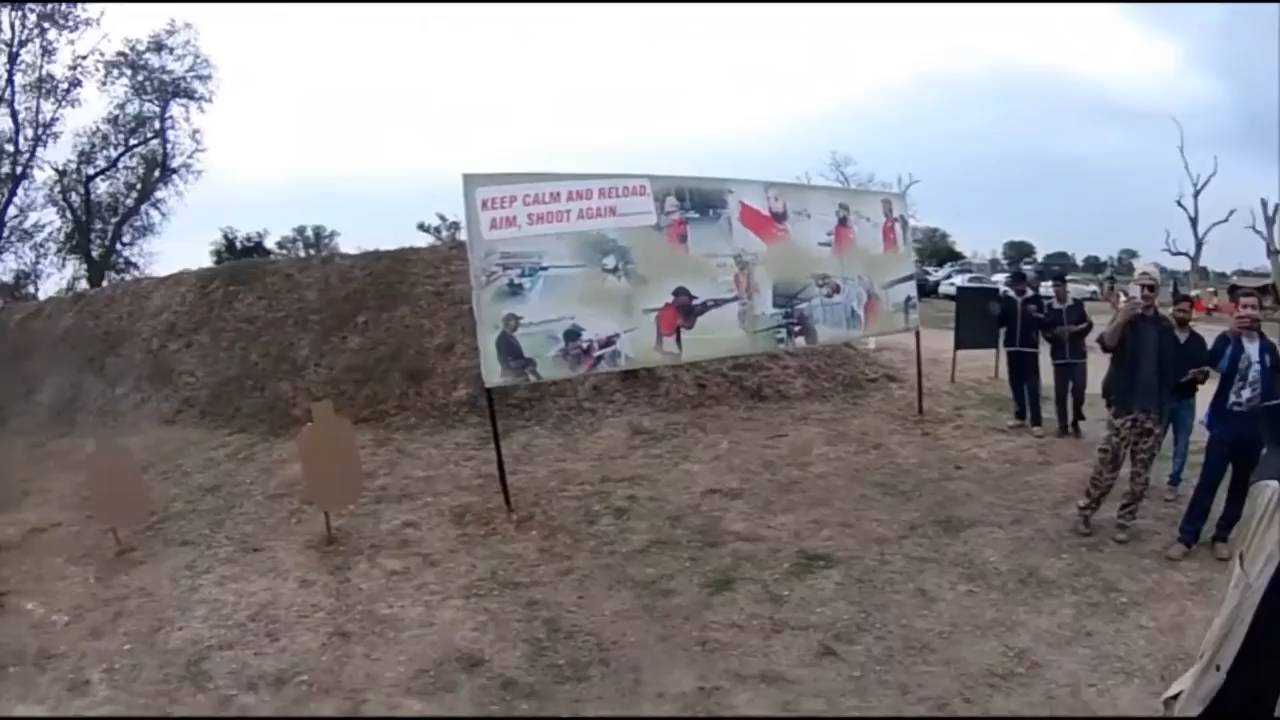 KEEP CALM AND RELOAD,
AIM, SHOOT AGAIN...........